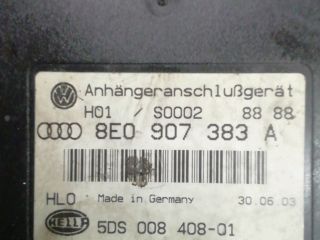 Anhängeranschlußgerät
H01 / S0002 88 88
8E0 907 383 A
HLO Made in Germany 30.06.03
HELLA 5DS 008 408-01